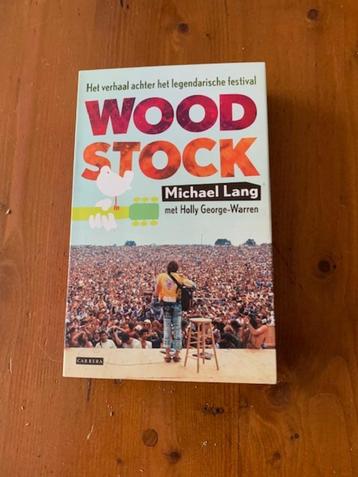 Het verhaal achter het legendarische festival
WOOD
STOCK
Michael Lang
met Holly George-Warren
CARRERA